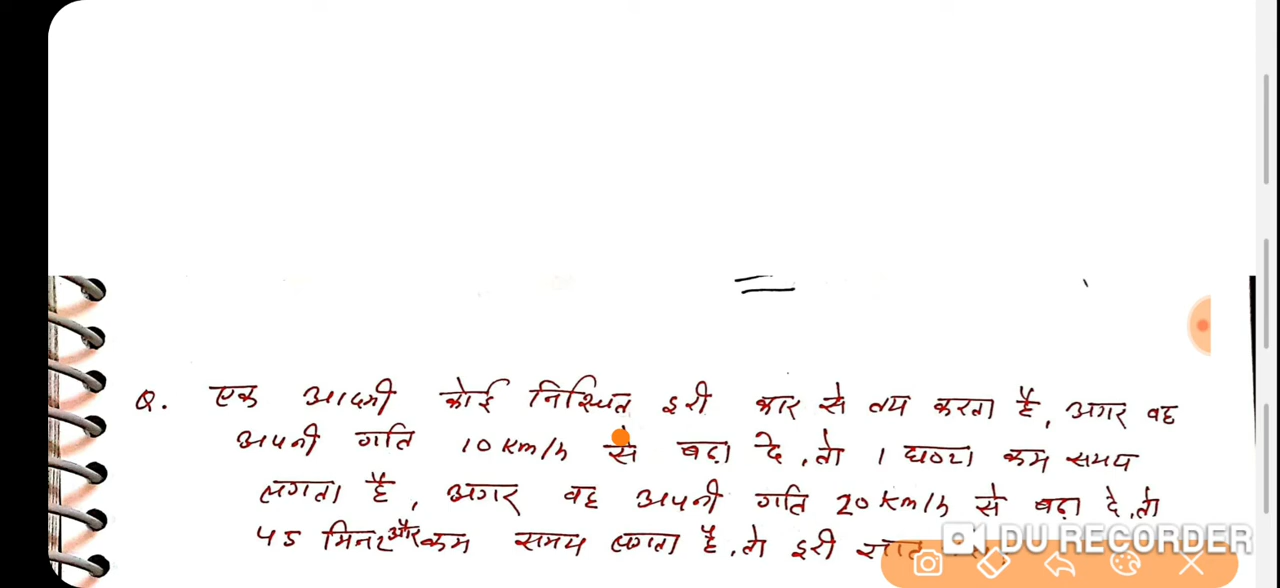 Q. एक आदमी कोई निश्चित दूरी कार से तय करता है, अगर वह
अपनी गति 10 km/h से बढ़ा दे, तो 1 घण्टा कम समय
लगता है, अगर वह अपनी गति 20 km/h से बढ़ा दे, तो
45 मिनट और कम समय लगता है, तो दूरी ज्ञात
DU RECORDER